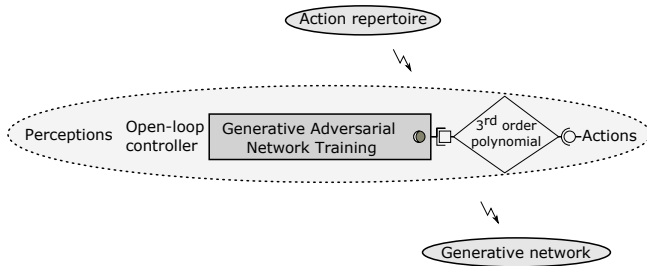 Action repertoire
Perceptions
Open-loop
controller
Generative Adversarial
Network Training
3rd order
polynomial
Actions
Generative network